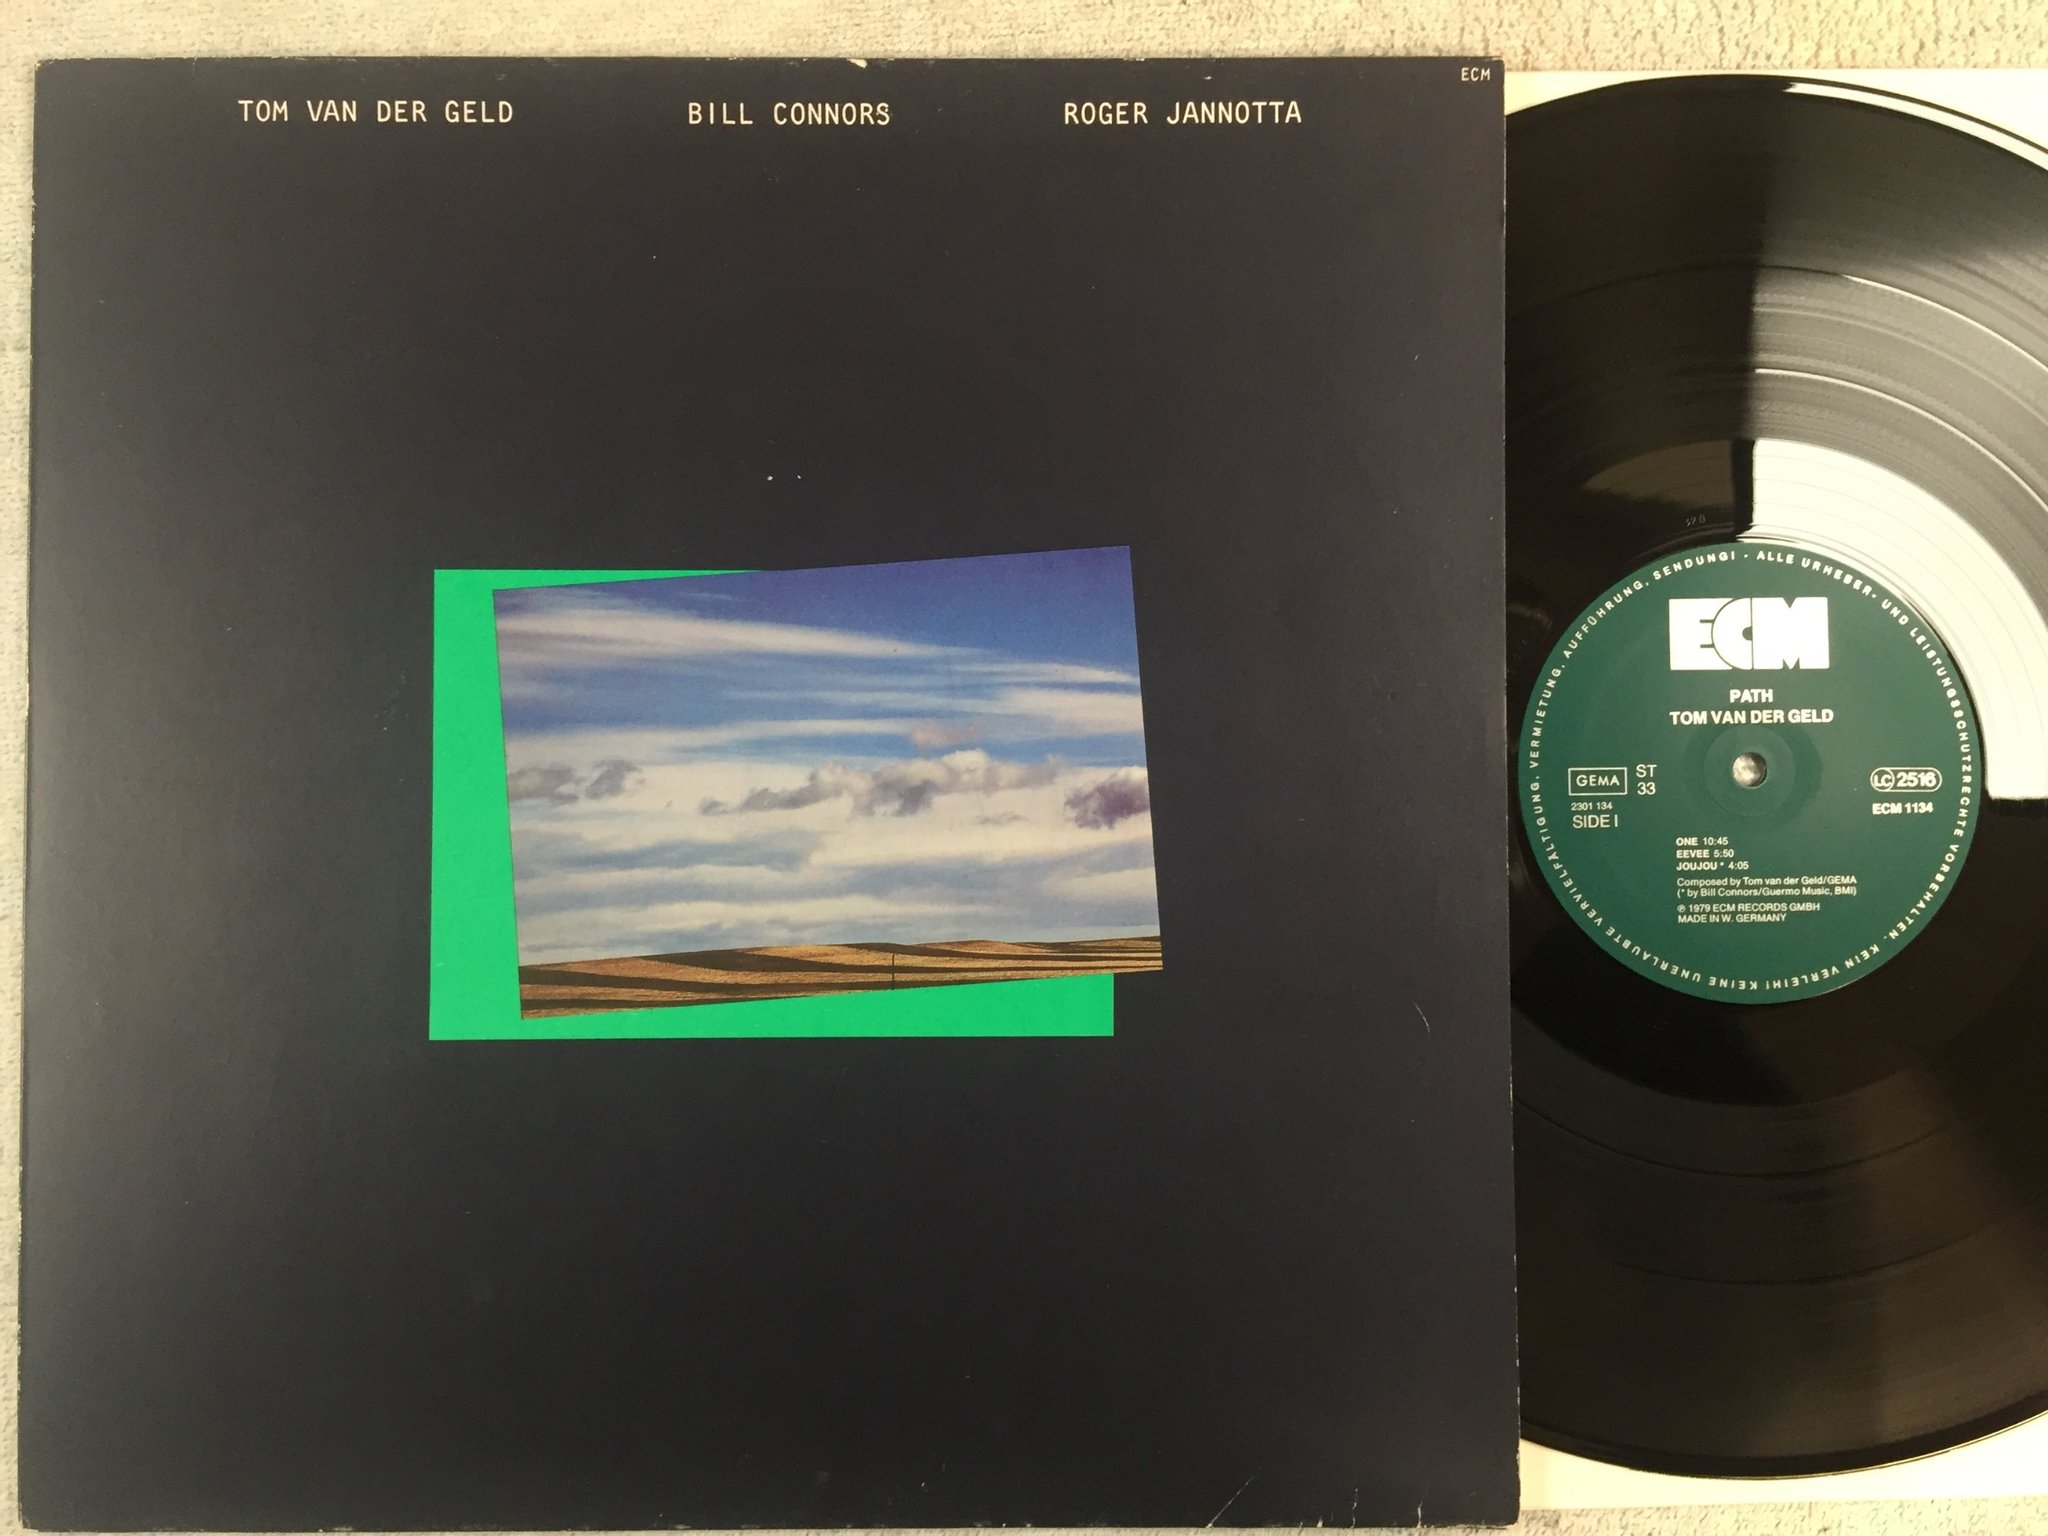 ECM
TOM VAN DER GELD BILL CONNORS ROGER JANNOTTA
ALLE URHEBER- UND LEISTUNGSSCHUTZRECHTE VORBEHALTEN. KEIN VERLEIH! KEINE UNERLAUBTE VERVIELFÄLTIGUNG, VERMIETUNG, AUFFÜHRUNG, SENDUNG! ·
ECM
PATH
TOM VAN DER GELD
GEMA
ST
33
2301 134
SIDE I
LC 2516
ECM 1134
ONE 10:45
EEVEE 5:50
JOUJOU * 4:05
Composed by Tom van der Geld/GEMA
(* by Bill Connors/Guermo Music, BMI)
℗ 1979 ECM RECORDS GMBH
MADE IN W. GERMANY